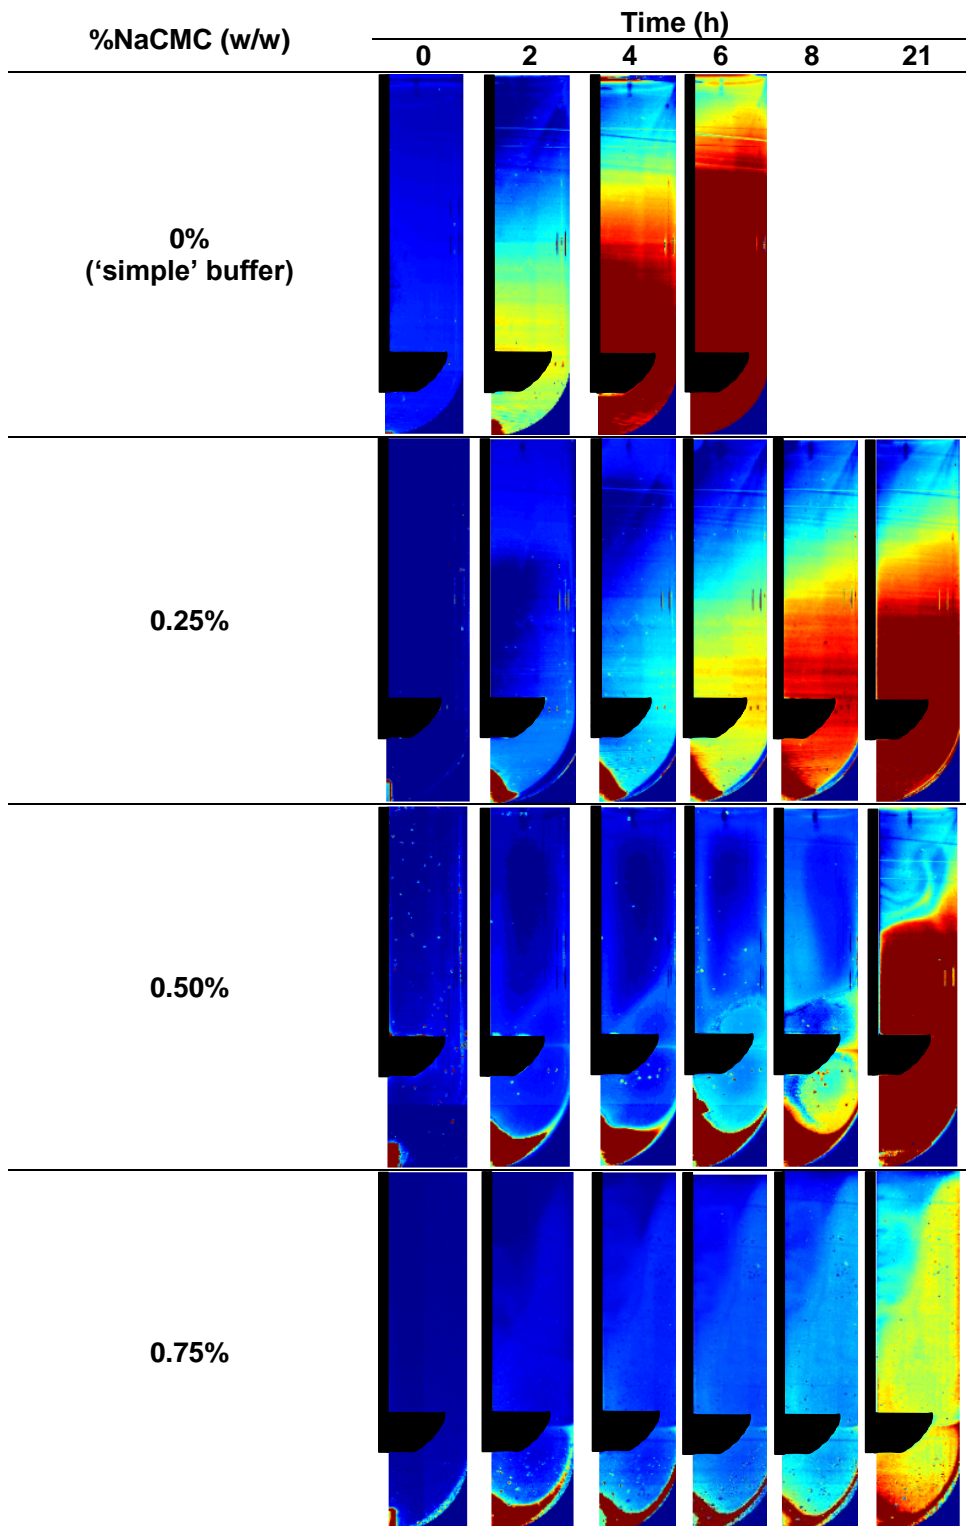 %NaCMC (w/w)
Time (h)
0 2 4 6 8 21
0%
(‘simple’ buffer)
0.25%
0.50%
0.75%